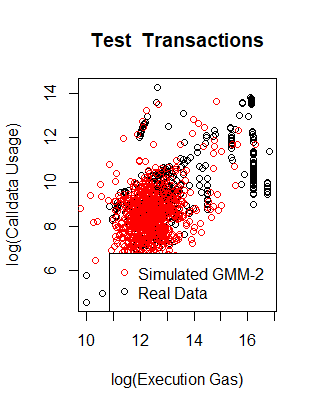 Test Transactions
log(Calldata Usage)
14
12
10
8
6
Simulated GMM-2
Real Data
10 12 14 16
log(Execution Gas)